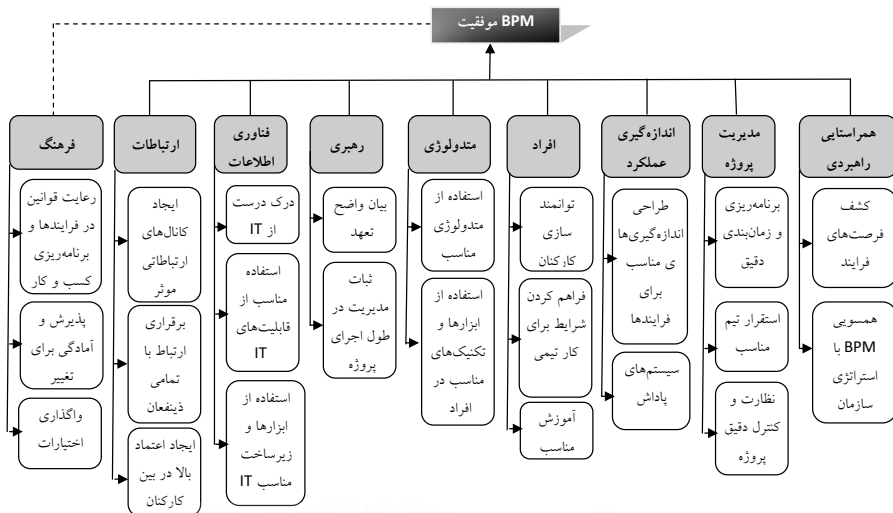 موفقیت BPM
همراستایی
راهبردی
مدیریت
پروژه
اندازه‌گیری
عملکرد
افراد
متدولوژی
رهبری
فناوری
اطلاعات
ارتباطات
فرهنگ
کشف
فرصت‌های
فرایند
همسویی
BPM با
استراتژی
سازمان
برنامه‌ریزی
و زمان‌بندی
دقیق
استقرار تیم
مناسب
نظارت و
کنترل دقیق
پروژه
طراحی
اندازه‌گیری‌ها
ی مناسب
برای
فرایندها
سیستم‌های
پاداش
توانمند
سازی
کارکنان
فراهم کردن
شرایط برای
کار تیمی
آموزش
مناسب
استفاده از
متدولوژی
مناسب
استفاده از
ابزارها و
تکنیک‌های
مناسب در
افراد
بیان واضح
تعهد
ثبات
مدیریت در
طول اجرای
پروژه
درک درست
از IT
استفاده
مناسب از
قابلیت‌های
IT
استفاده از
ابزارها و
زیرساخت
مناسب IT
ایجاد
کانال‌های
ارتباطاتی
موثر
برقراری
ارتباط با
تمامی
ذینفعان
ایجاد اعتماد
بالا در بین
کارکنان
رعایت قوانین
در فرایندها و
برنامه‌ریزی
کسب و کار
پذیرش و
آمادگی برای
تغییر
واگذاری
اختیارات